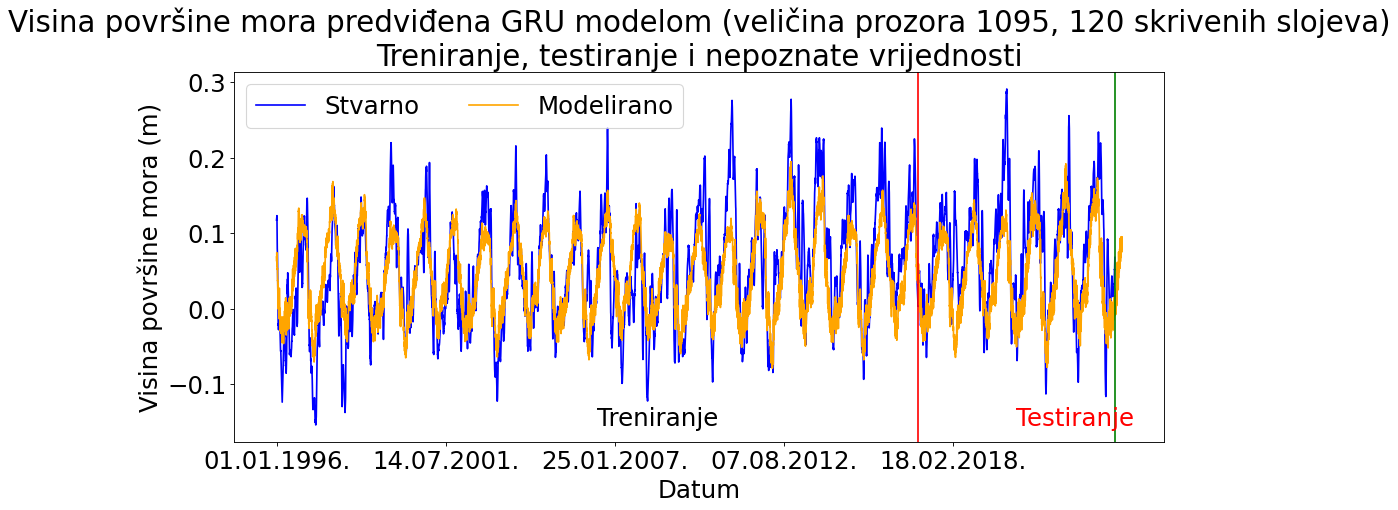 Visina površine mora predviđena GRU modelom (veličina prozora 1095, 120 skrivenih slojeva)
Treniranje, testiranje i nepoznate vrijednosti
Stvarno
Modelirano
Visina površine mora (m)
0.3
0.2
0.1
0.0
−0.1
Treniranje
Testiranje
01.01.1996.
14.07.2001.
25.01.2007.
07.08.2012.
18.02.2018.
Datum